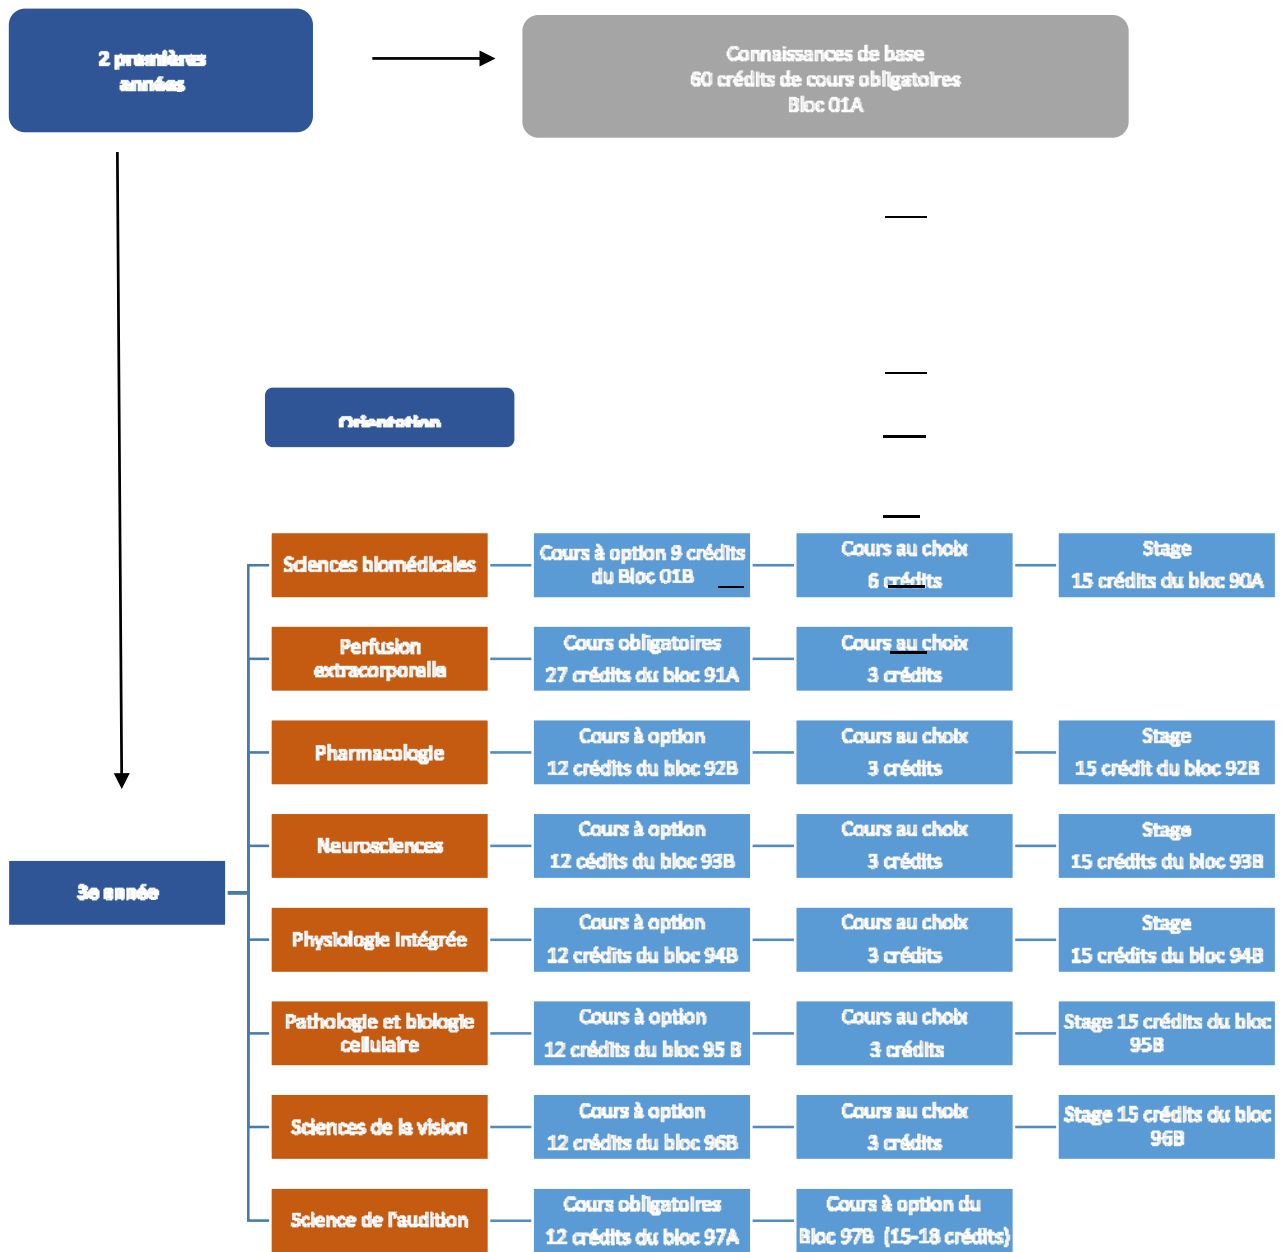 2 premières
années
Connaissances de base
60 crédits de cours obligatoires
Bloc 01A
Orientation
Sciences biomédicales
Cours à option 9 crédits
du Bloc 01B
Cours au choix
6 crédits
Stage
15 crédits du bloc 90A
Perfusion
extracorporelle
Cours obligatoires
27 crédits du bloc 91A
Cours au choix
3 crédits
Pharmacologie
Cours à option
12 crédits du bloc 92B
Cours au choix
3 crédits
Stage
15 crédit du bloc 92B
Neurosciences
Cours à option
12 cédits du bloc 93B
Cours au choix
3 crédits
Stage
15 crédits du bloc 93B
3e année
Physiologie intégrée
Cours à option
12 crédits du bloc 94B
Cours au choix
3 crédits
Stage
15 crédits du bloc 94B
Pathologie et biologie
cellulaire
Cours à option
12 crédits du bloc 95 B
Cours au choix
3 crédits
Stage 15 crédits du bloc
95B
Sciences de la vision
Cours à option
12 crédits du bloc 96B
Cours au choix
3 crédits
Stage 15 crédits du bloc
96B
Science de l'audition
Cours obligatoires
12 crédits du bloc 97A
Cours à option du
Bloc 97B (15-18 crédits)